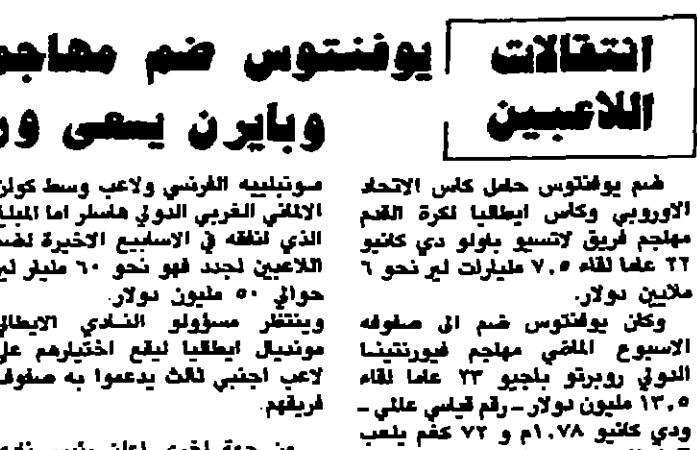 انتقالات
اللاعبين
يوفنتوس ضم مهاجم
وبايرن يسعى
ضم يوفنتوس حامل كاس الاتحاد
الاوروبي وكاس ايطاليا لكرة القدم
مهاجم فريق لاتسيو باولو دي كانيو
٢٢ عاما لقاء ٧,٥ مليارات لير نحو ٦
ملايين دولار.
وكان يوفنتوس ضم الى صفوفه
الاسبوع الماضي مهاجم فيورنتينا
الدولي روبرتو باجيو ٢٣ عاما لقاء
١٣,٥ مليون دولار ـ رقم قياسي عالمي ـ
ودي كانيو ١,٧٨م و ٧٢ كغم يلعب
مونبلييه الفرنسي ولاعب وسط كولن
الالماني الغربي الدولي هاسلر اما المبلغ
الذي انفقه في الاسابيع الاخيرة لضم
اللاعبين لجدد فهو نحو ٦٠ مليار لير
حوالي ٥٠ مليون دولار.
وينتظر مسؤولو النادي الايطالي
مونديال ايطاليا ليقع اختيارهم على
لاعب اجنبي ثالث يدعموا به صفوف
فريقهم.
من جهة اخرى اعلن رئيس